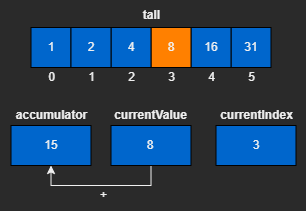 tall
1 2 4 8 16 31
0 1 2 3 4 5
accumulator currentValue currentIndex
15 8 3
+